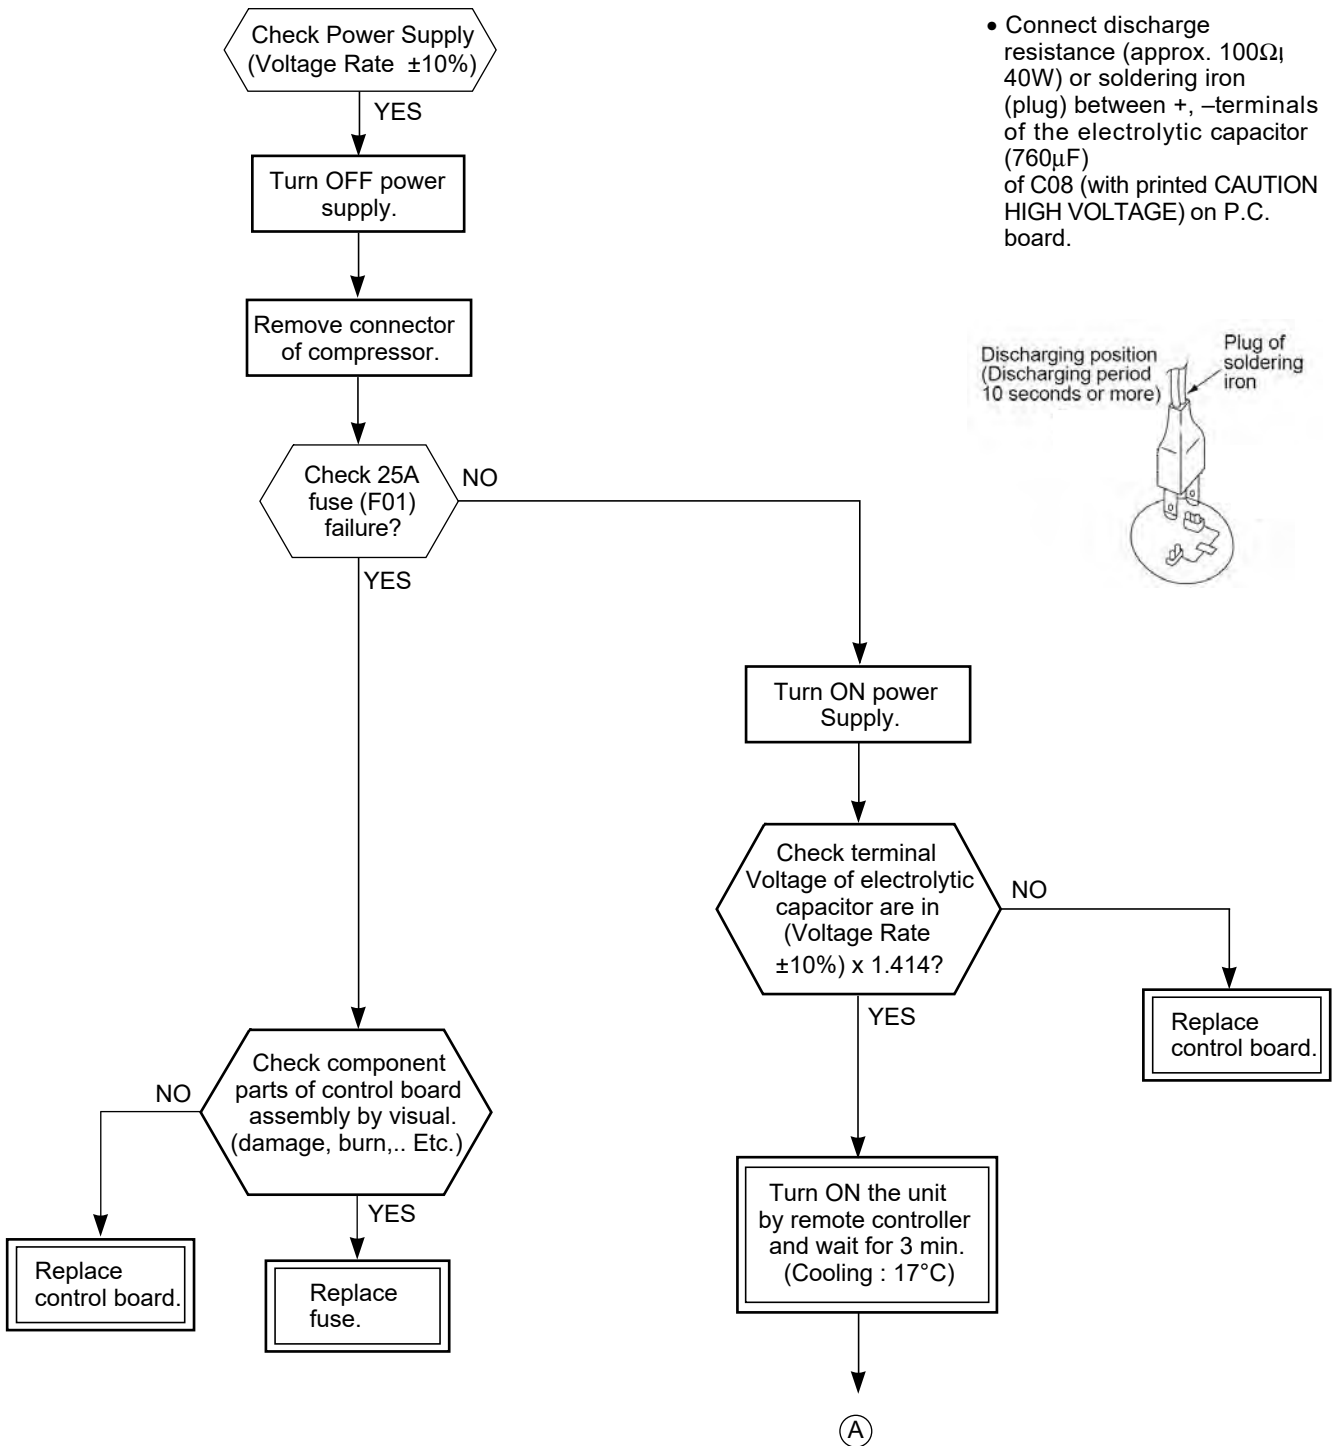 Check Power Supply
(Voltage Rate ±10%)
YES
Turn OFF power
supply.
Remove connector
of compressor.
Check 25A
fuse (F01)
failure?
NO
YES
Turn ON power
Supply.
Check terminal
Voltage of electrolytic
capacitor are in
(Voltage Rate
±10%) x 1.414?
NO
YES
Replace
control board.
Check component
parts of control board
assembly by visual.
(damage, burn,.. Etc.)
NO
YES
Replace
control board.
Replace
fuse.
Turn ON the unit
by remote controller
and wait for 3 min.
(Cooling : 17°C)
A
• Connect discharge
resistance (approx. 100Ω,
40W) or soldering iron
(plug) between +, –terminals
of the electrolytic capacitor
(760μF)
of C08 (with printed CAUTION
HIGH VOLTAGE) on P.C.
board.
Discharging position
(Discharging period
10 seconds or more)
Plug of
soldering
iron